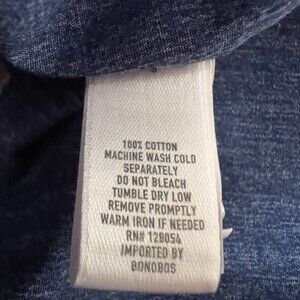 100% COTTON
MACHINE WASH COLD
SEPARATELY
DO NOT BLEACH
TUMBLE DRY LOW
REMOVE PROMPTLY
WARM IRON IF NEEDED
RN# 128054
IMPORTED BY
BONOBOS